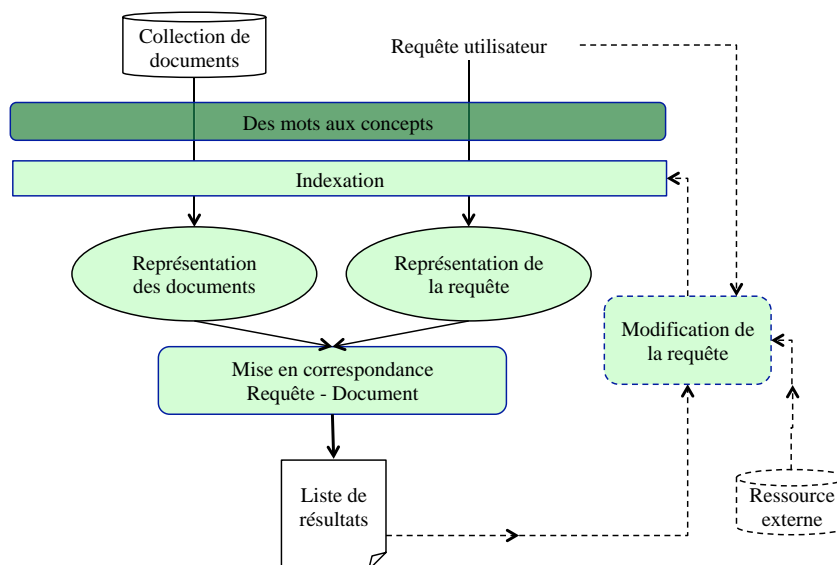 Collection de
documents
Requête utilisateur
Des mots aux concepts
Indexation
Représentation
des documents
Représentation de
la requête
Modification de
la requête
Mise en correspondance
Requête - Document
Liste de
résultats
Ressource
externe